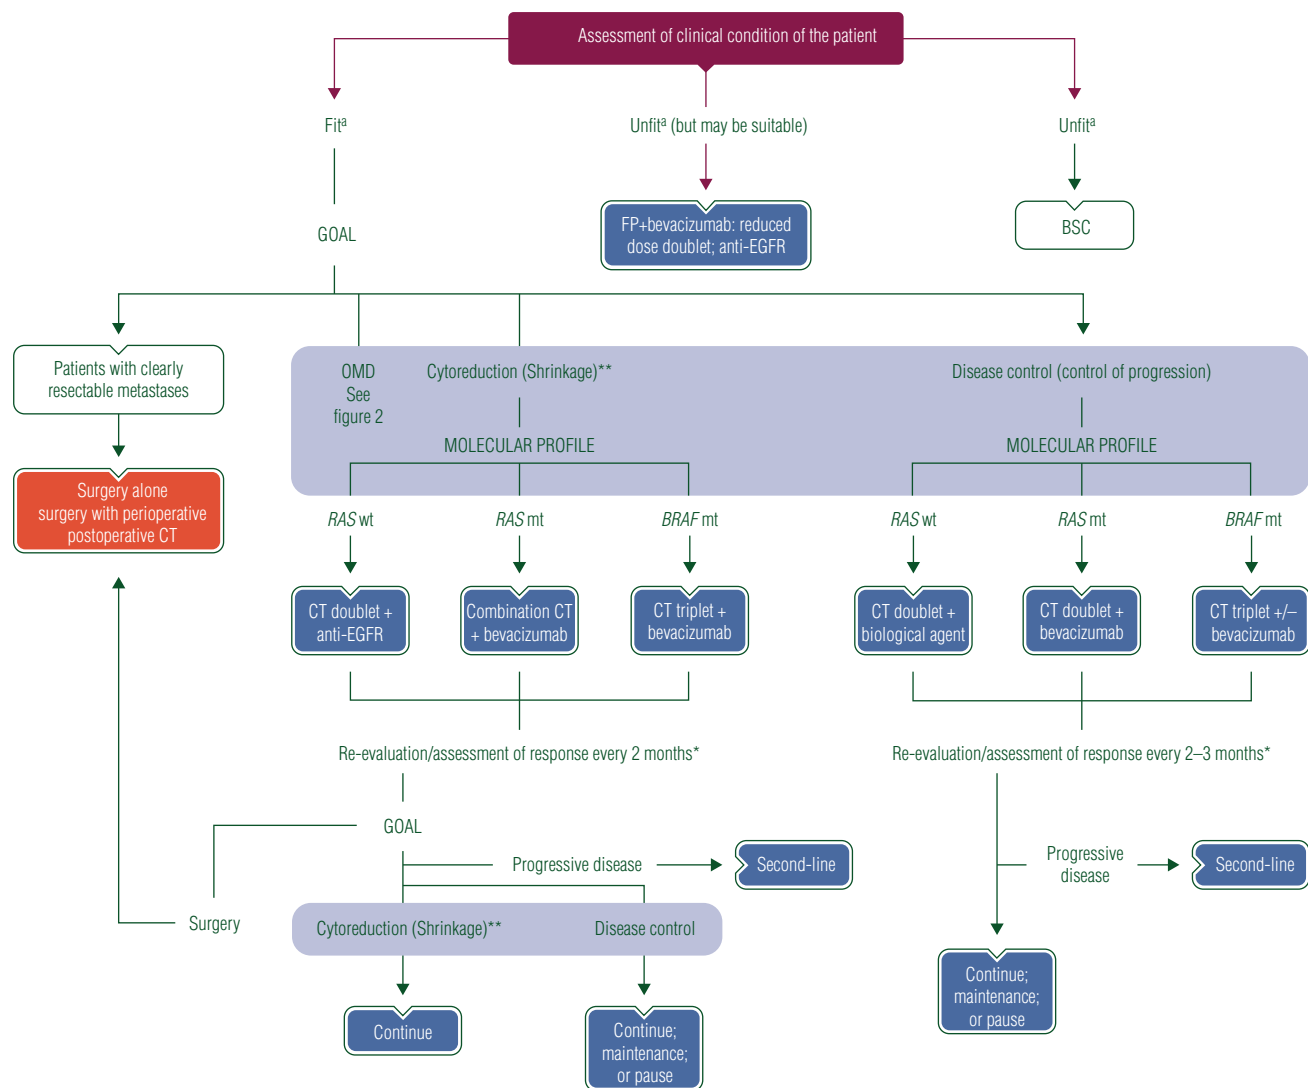 Assessment of clinical condition of the patient
Fitª
Unfitª (but may be suitable)
Unfitª
GOAL
FP+bevacizumab: reduced
dose doublet; anti-EGFR
BSC
Patients with clearly
resectable metastases
Surgery alone
surgery with perioperative
postoperative CT
OMD
See
figure 2
Cytoreduction (Shrinkage)**
Disease control (control of progression)
MOLECULAR PROFILE
MOLECULAR PROFILE
RAS wt
RAS mt
BRAF mt
RAS wt
RAS mt
BRAF mt
CT doublet +
anti-EGFR
Combination CT
+ bevacizumab
CT triplet +
bevacizumab
CT doublet +
biological agent
CT doublet +
bevacizumab
CT triplet +/–
bevacizumab
Re-evaluation/assessment of response every 2 months*
Re-evaluation/assessment of response every 2–3 months*
GOAL
Progressive disease
Second-line
Progressive
disease
Second-line
Surgery
Cytoreduction (Shrinkage)**
Disease control
Continue
Continue;
maintenance;
or pause
Continue;
maintenance;
or pause